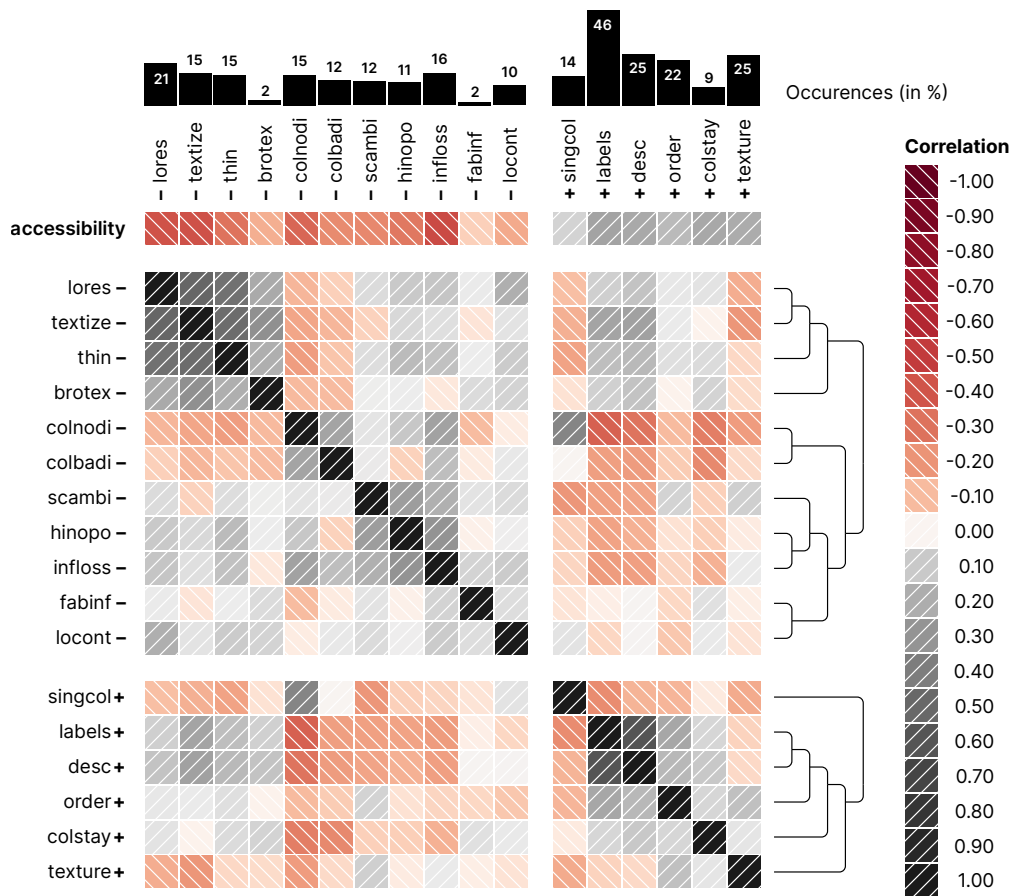 46
25
25
22
21
16
15
15
15
14
12
12
11
10
9
2
2
Occurences (in %)
– lores
– textize
– thin
– brotex
– colnodi
– colbadi
– scambi
– hinopo
– infloss
– fabinf
– locont
+ singcol
+ labels
+ desc
+ order
+ colstay
+ texture
Correlation
-1.00
-0.90
-0.80
-0.70
-0.60
-0.50
-0.40
-0.30
-0.20
-0.10
0.00
0.10
0.20
0.30
0.40
0.50
0.60
0.70
0.80
0.90
1.00
accessibility
lores –
textize –
thin –
brotex –
colnodi –
colbadi –
scambi –
hinopo –
infloss –
fabinf –
locont –
singcol+
labels+
desc+
order+
colstay+
texture+